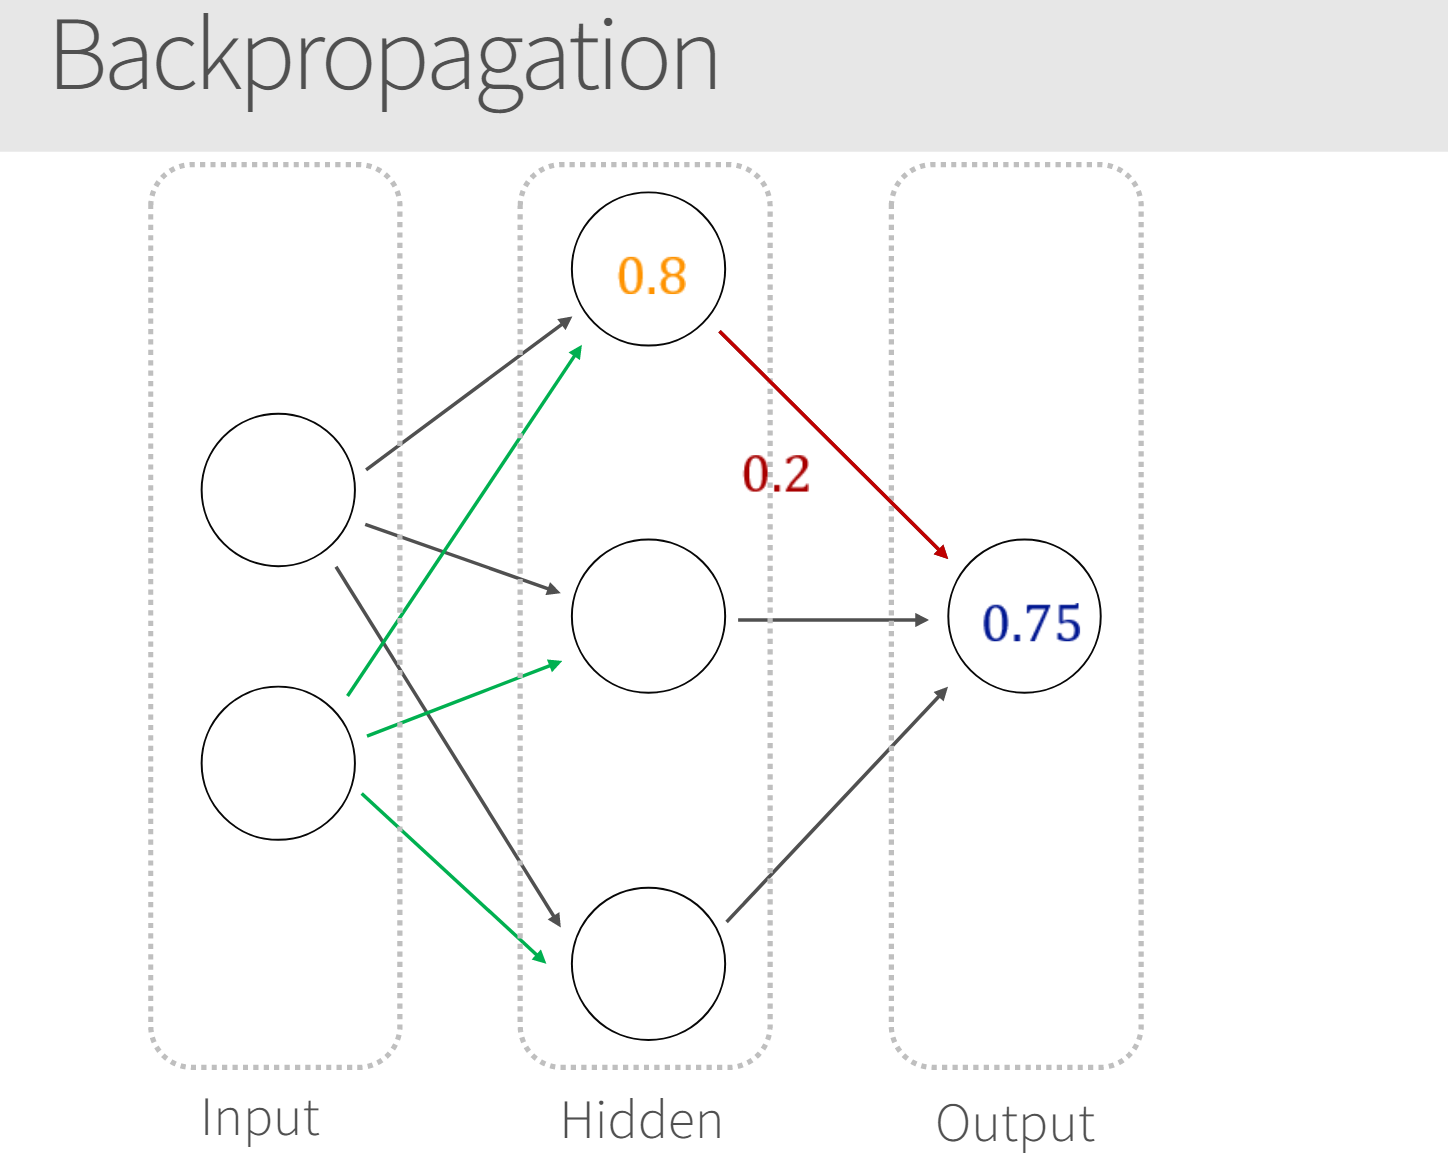 Backpropagation
0.8
0.2
0.75
Input
Hidden
Output